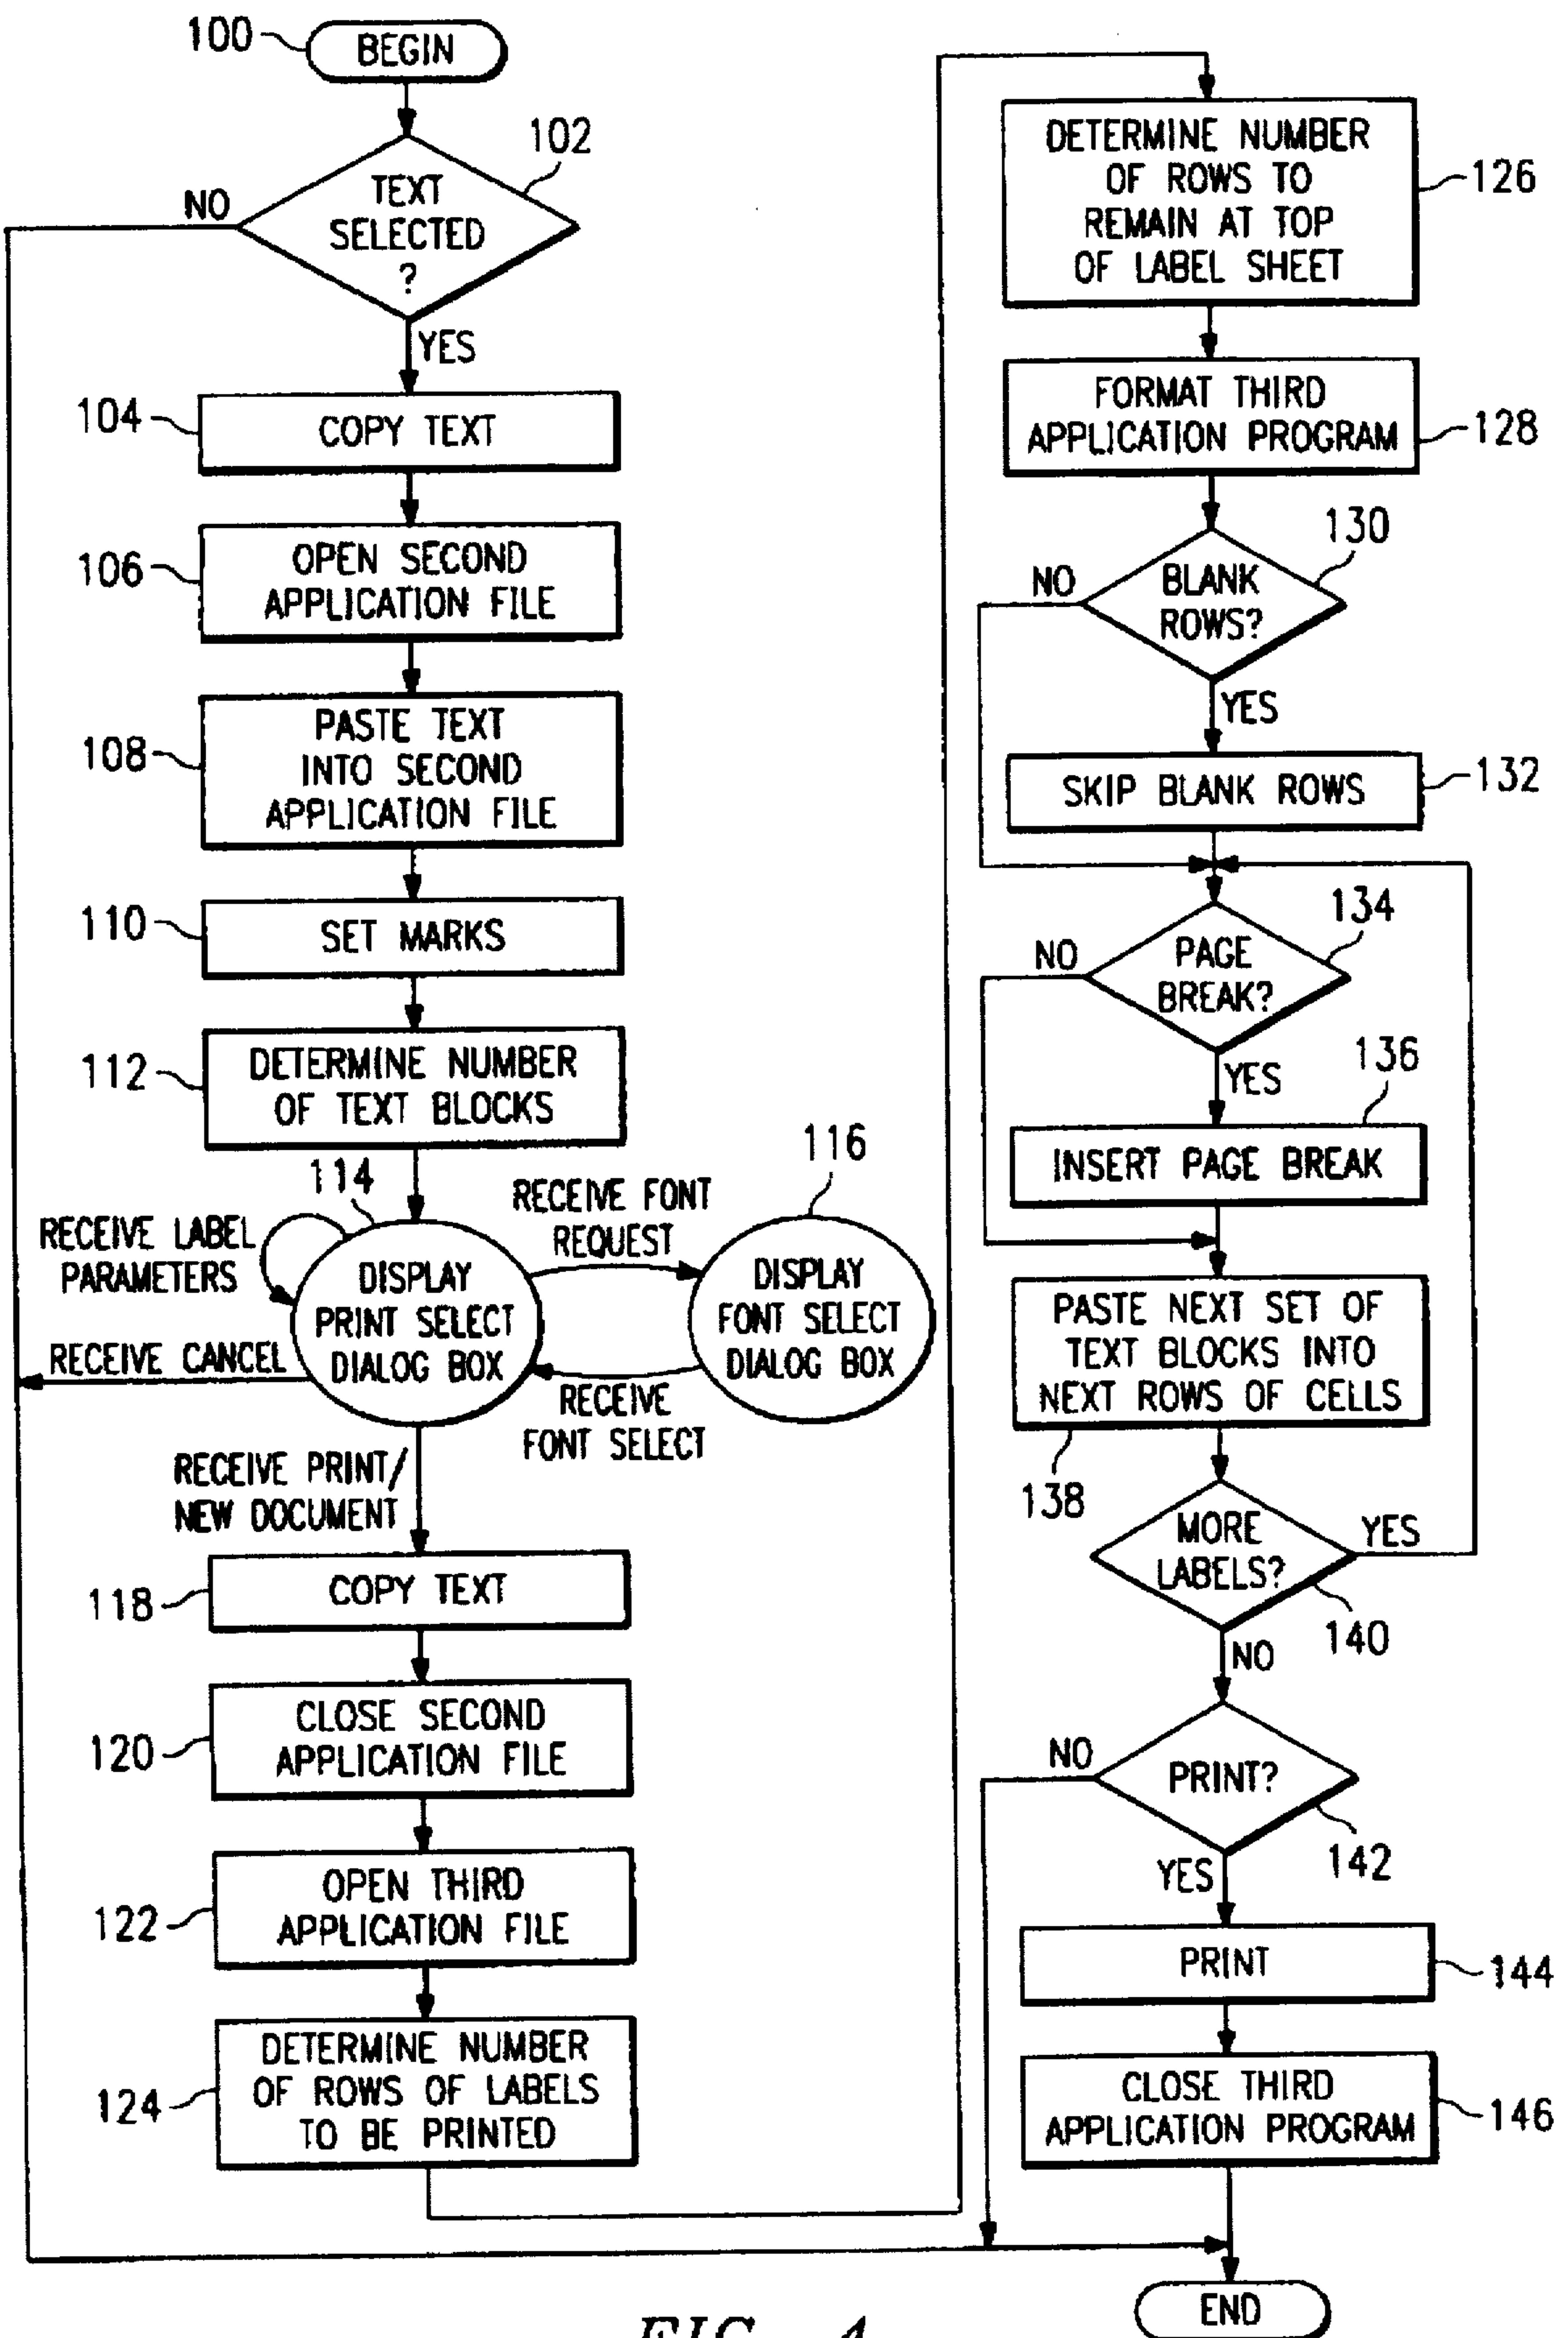 100
BEGIN
102
TEXT
SELECTED
?
NO
YES
104
COPY TEXT
106
OPEN SECOND
APPLICATION FILE
108
PASTE TEXT
INTO SECOND
APPLICATION FILE
110
SET MARKS
112
DETERMINE NUMBER
OF TEXT BLOCKS
114
RECEIVE LABEL
PARAMETERS
DISPLAY
PRINT SELECT
DIALOG BOX
RECEIVE CANCEL
RECEIVE FONT
REQUEST
116
DISPLAY
FONT SELECT
DIALOG BOX
RECEIVE
FONT SELECT
RECEIVE PRINT/
NEW DOCUMENT
118
COPY TEXT
120
CLOSE SECOND
APPLICATION FILE
122
OPEN THIRD
APPLICATION FILE
124
DETERMINE NUMBER
OF ROWS OF LABELS
TO BE PRINTED
DETERMINE NUMBER
OF ROWS TO
REMAIN AT TOP
OF LABEL SHEET
126
FORMAT THIRD
APPLICATION PROGRAM
128
130
BLANK
ROWS?
NO
YES
SKIP BLANK ROWS
132
134
PAGE
BREAK?
NO
YES
136
INSERT PAGE BREAK
PASTE NEXT SET OF
TEXT BLOCKS INTO
NEXT ROWS OF CELLS
138
MORE
LABELS?
YES
140
NO
PRINT?
NO
142
YES
PRINT
144
CLOSE THIRD
APPLICATION PROGRAM
146
END
FIG. 4